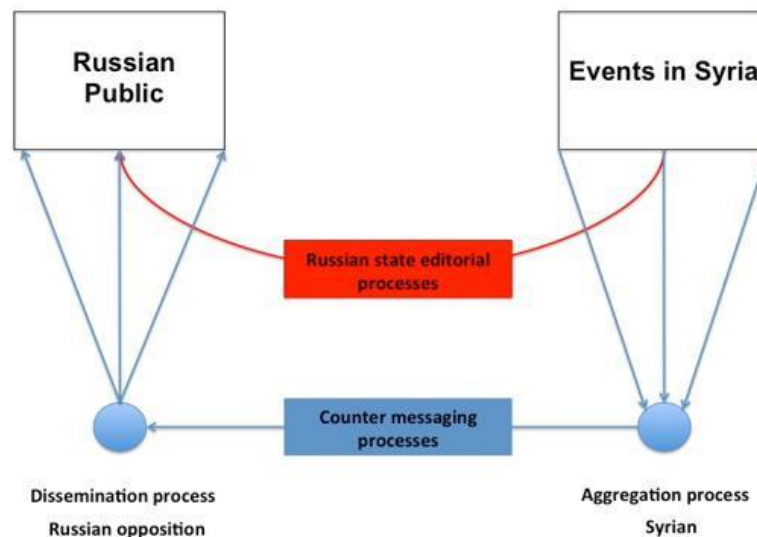 Russian
Public
Events in Syria
Russian state editorial
processes
Counter messaging
processes
Dissemination process
Russian opposition
Aggregation process
Syrian